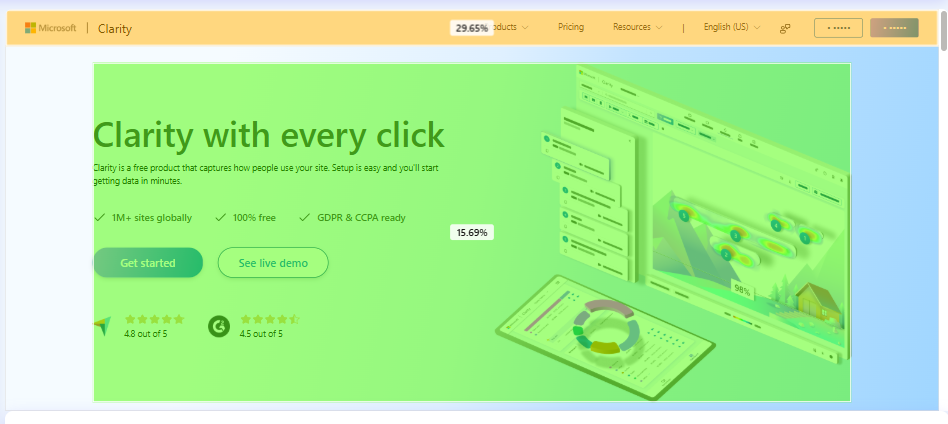 Microsoft | Clarity 29.65% ducts Pricing Resources | English (US)
Clarity with every click
Clarity is a free product that captures how people use your site. Setup is easy and you'll start
getting data in minutes.
1M+ sites globally 100% free GDPR & CCPA ready
15.69%
Get started See live demo
98%
4.8 out of 5 4.5 out of 5